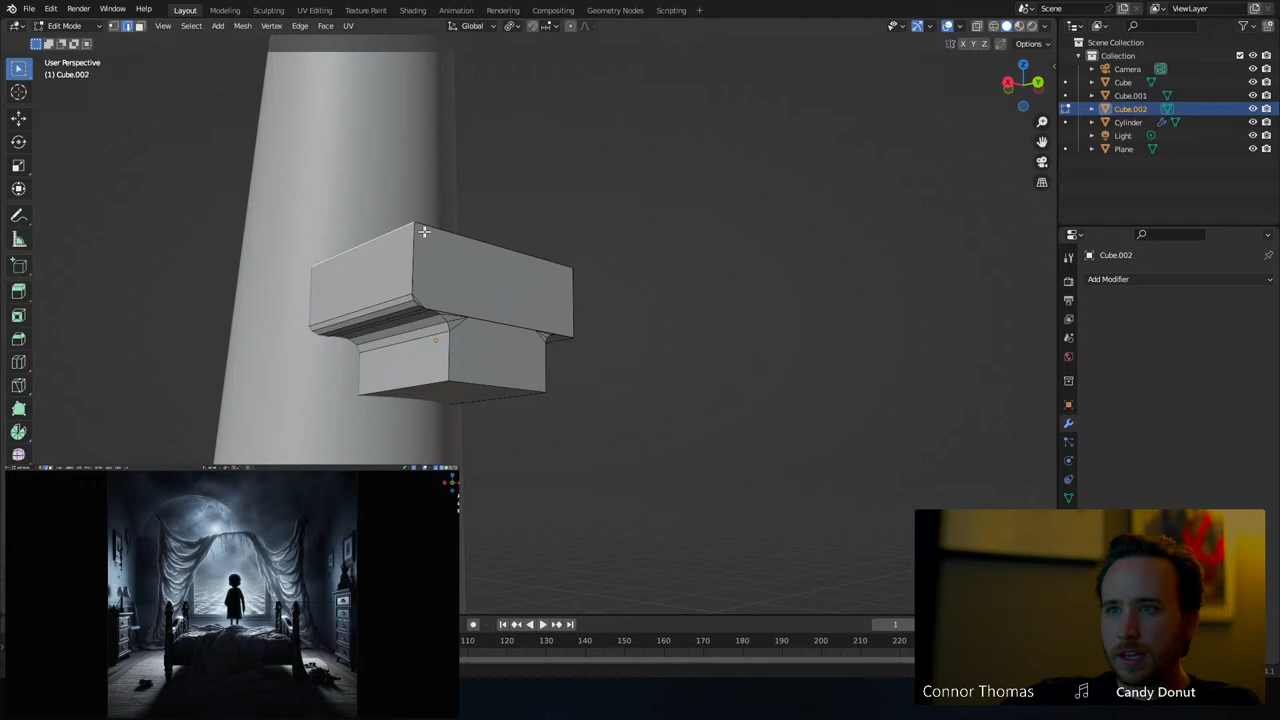 File Edit Render Window Help Layout Modeling Sculpting UV Editing Texture Paint Shading Animation Rendering Compositing Geometry Nodes Scripting Scene ViewLayer
Edit Mode View Select Add Mesh Vertex Edge Face UV Global
X Y Z Options
User Perspective
(1) Cube.002
Scene Collection
Collection
Camera
Cube
Cube.001
Cube.002
Cylinder
Light
Plane
Cube.002
Add Modifier
110 120 130 140 150 160 170 180 190 200 210 220
1
Connor Thomas Candy Donut